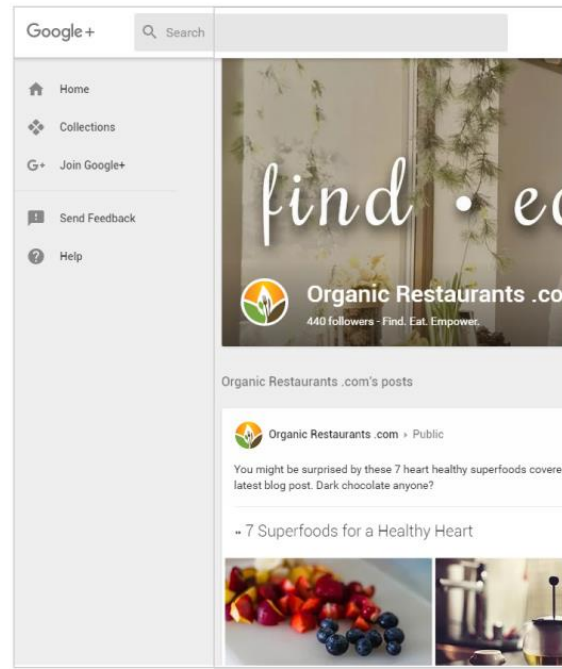 Google+
Search
Home
Collections
G+ Join Google+
Send Feedback
Help
find • e
Organic Restaurants .co
440 followers - Find. Eat. Empower.
Organic Restaurants .com's posts
Organic Restaurants .com ▸ Public
You might be surprised by these 7 heart healthy superfoods covere
latest blog post. Dark chocolate anyone?
7 Superfoods for a Healthy Heart